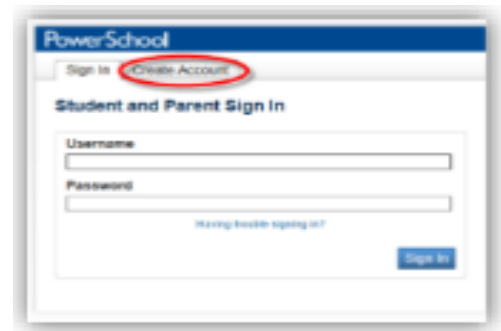 PowerSchool
Sign In Create Account
Student and Parent Sign In
Username
Password
Having trouble signing in?
Sign In